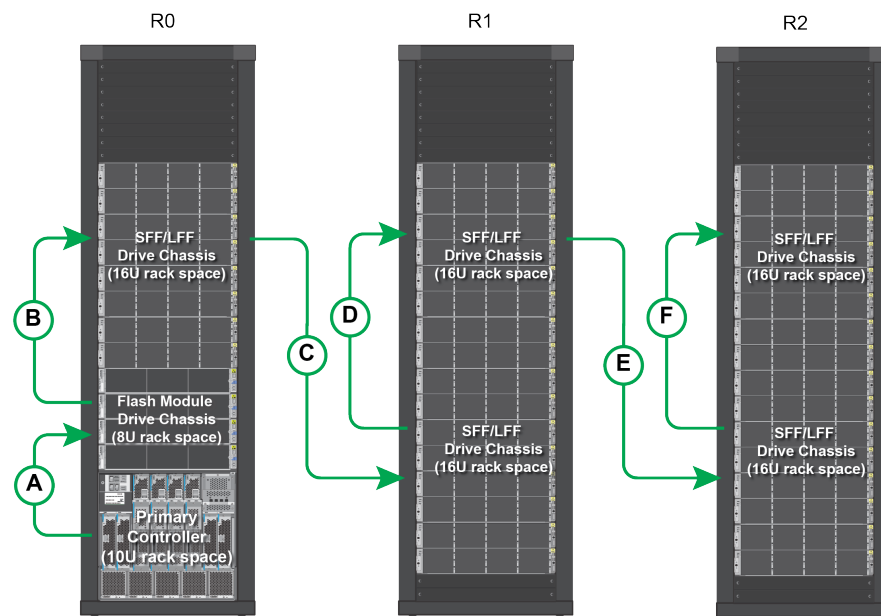 R0
R1
R2
SFF/LFF
Drive Chassis
(16U rack space)
B
Flash Module
Drive Chassis
(8U rack space)
A
Primary
Controller
(10U rack space)
C
SFF/LFF
Drive Chassis
(16U rack space)
D
SFF/LFF
Drive Chassis
(16U rack space)
E
SFF/LFF
Drive Chassis
(16U rack space)
F
SFF/LFF
Drive Chassis
(16U rack space)